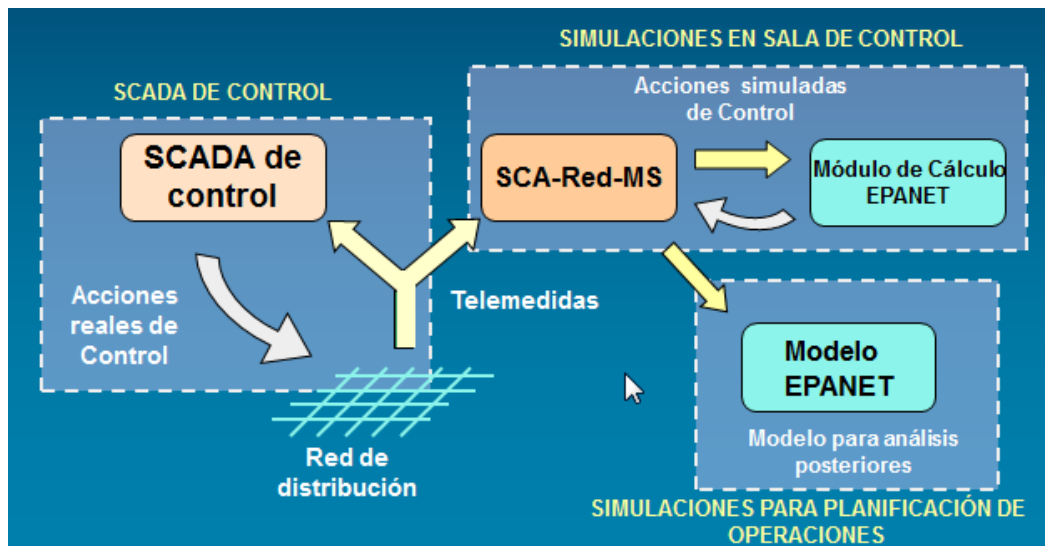 SIMULACIONES EN SALA DE CONTROL
SCADA DE CONTROL
Acciones simuladas
de Control
SCADA de
control
SCA-Red-MS
Módulo de Cálculo
EPANET
Acciones
reales de
Control
Telemedidas
Modelo
EPANET
Modelo para análisis
posteriores
Red de
distribución
SIMULACIONES PARA PLANIFICACIÓN DE
OPERACIONES